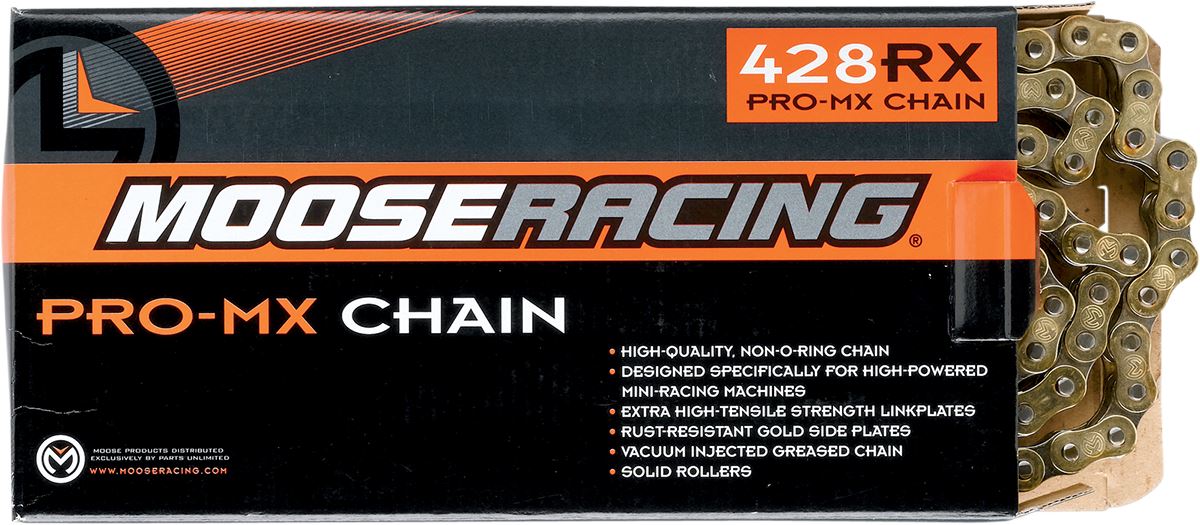 428RX
PRO-MX CHAIN
MOOSERACING®
PRO-MX CHAIN
• HIGH-QUALITY, NON-O-RING CHAIN
• DESIGNED SPECIFICALLY FOR HIGH-POWERED
MINI-RACING MACHINES
• EXTRA HIGH-TENSILE STRENGTH LINKPLATES
• RUST-RESISTANT GOLD SIDE PLATES
• VACUUM INJECTED GREASED CHAIN
• SOLID ROLLERS
MOOSE PRODUCTS DISTRIBUTED
EXCLUSIVELY BY PARTS UNLIMITED
WWW.MOOSERACING.COM